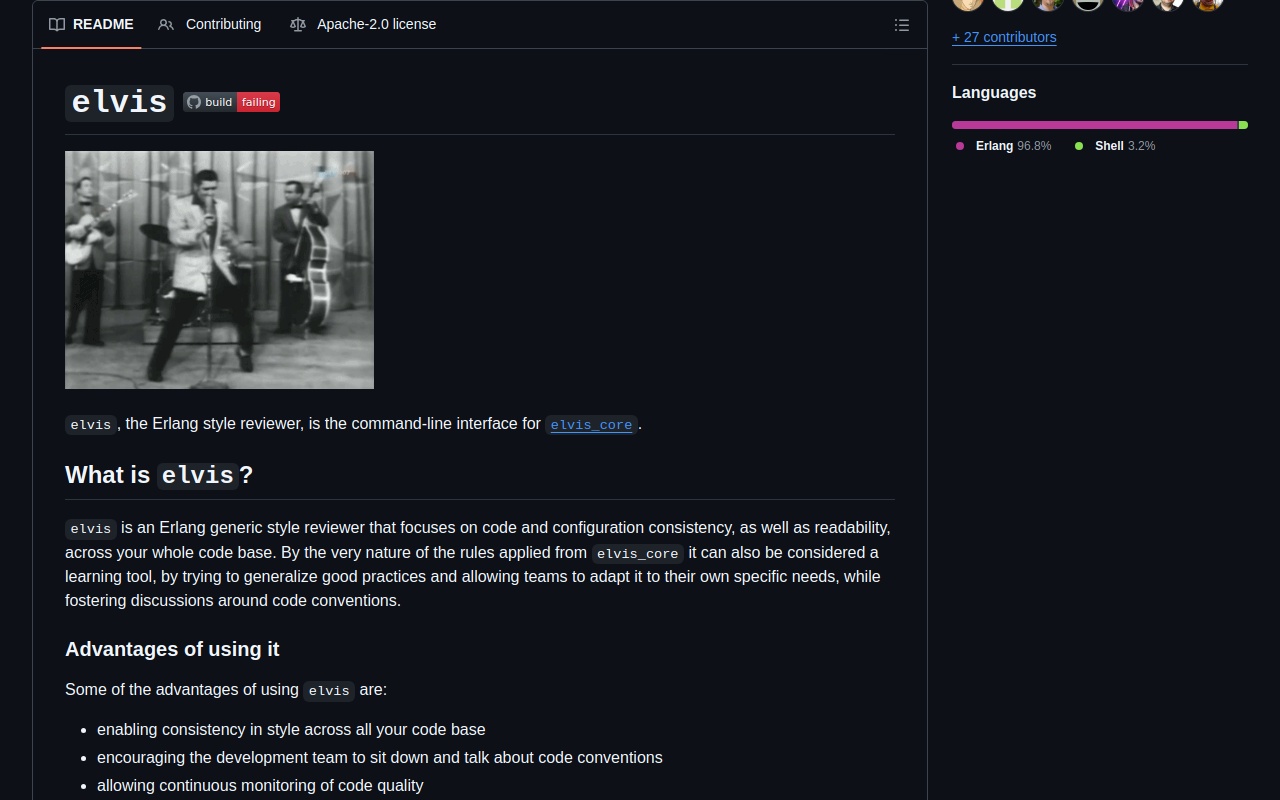 README
Contributing
Apache-2.0 license
+ 27 contributors
Languages
Erlang 96.8%
Shell 3.2%
elvis
build failing
elvis, the Erlang style reviewer, is the command-line interface for elvis_core.
What is elvis?
elvis is an Erlang generic style reviewer that focuses on code and configuration consistency, as well as readability,
across your whole code base. By the very nature of the rules applied from elvis_core it can also be considered a
learning tool, by trying to generalize good practices and allowing teams to adapt it to their own specific needs, while
fostering discussions around code conventions.
Advantages of using it
Some of the advantages of using elvis are:
enabling consistency in style across all your code base
encouraging the development team to sit down and talk about code conventions
allowing continuous monitoring of code quality